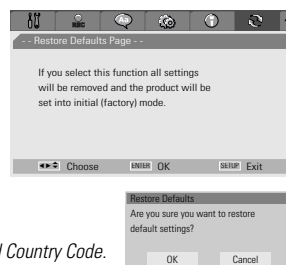 ABC
- - Restore Defaults Page - -
If you select this function all settings
will be removed and the product will be
set into initial (factory) mode.
Choose ENTER OK SETUP Exit
Restore Defaults
Are you sure you want to restore
default settings?
OK Cancel
Country Code.